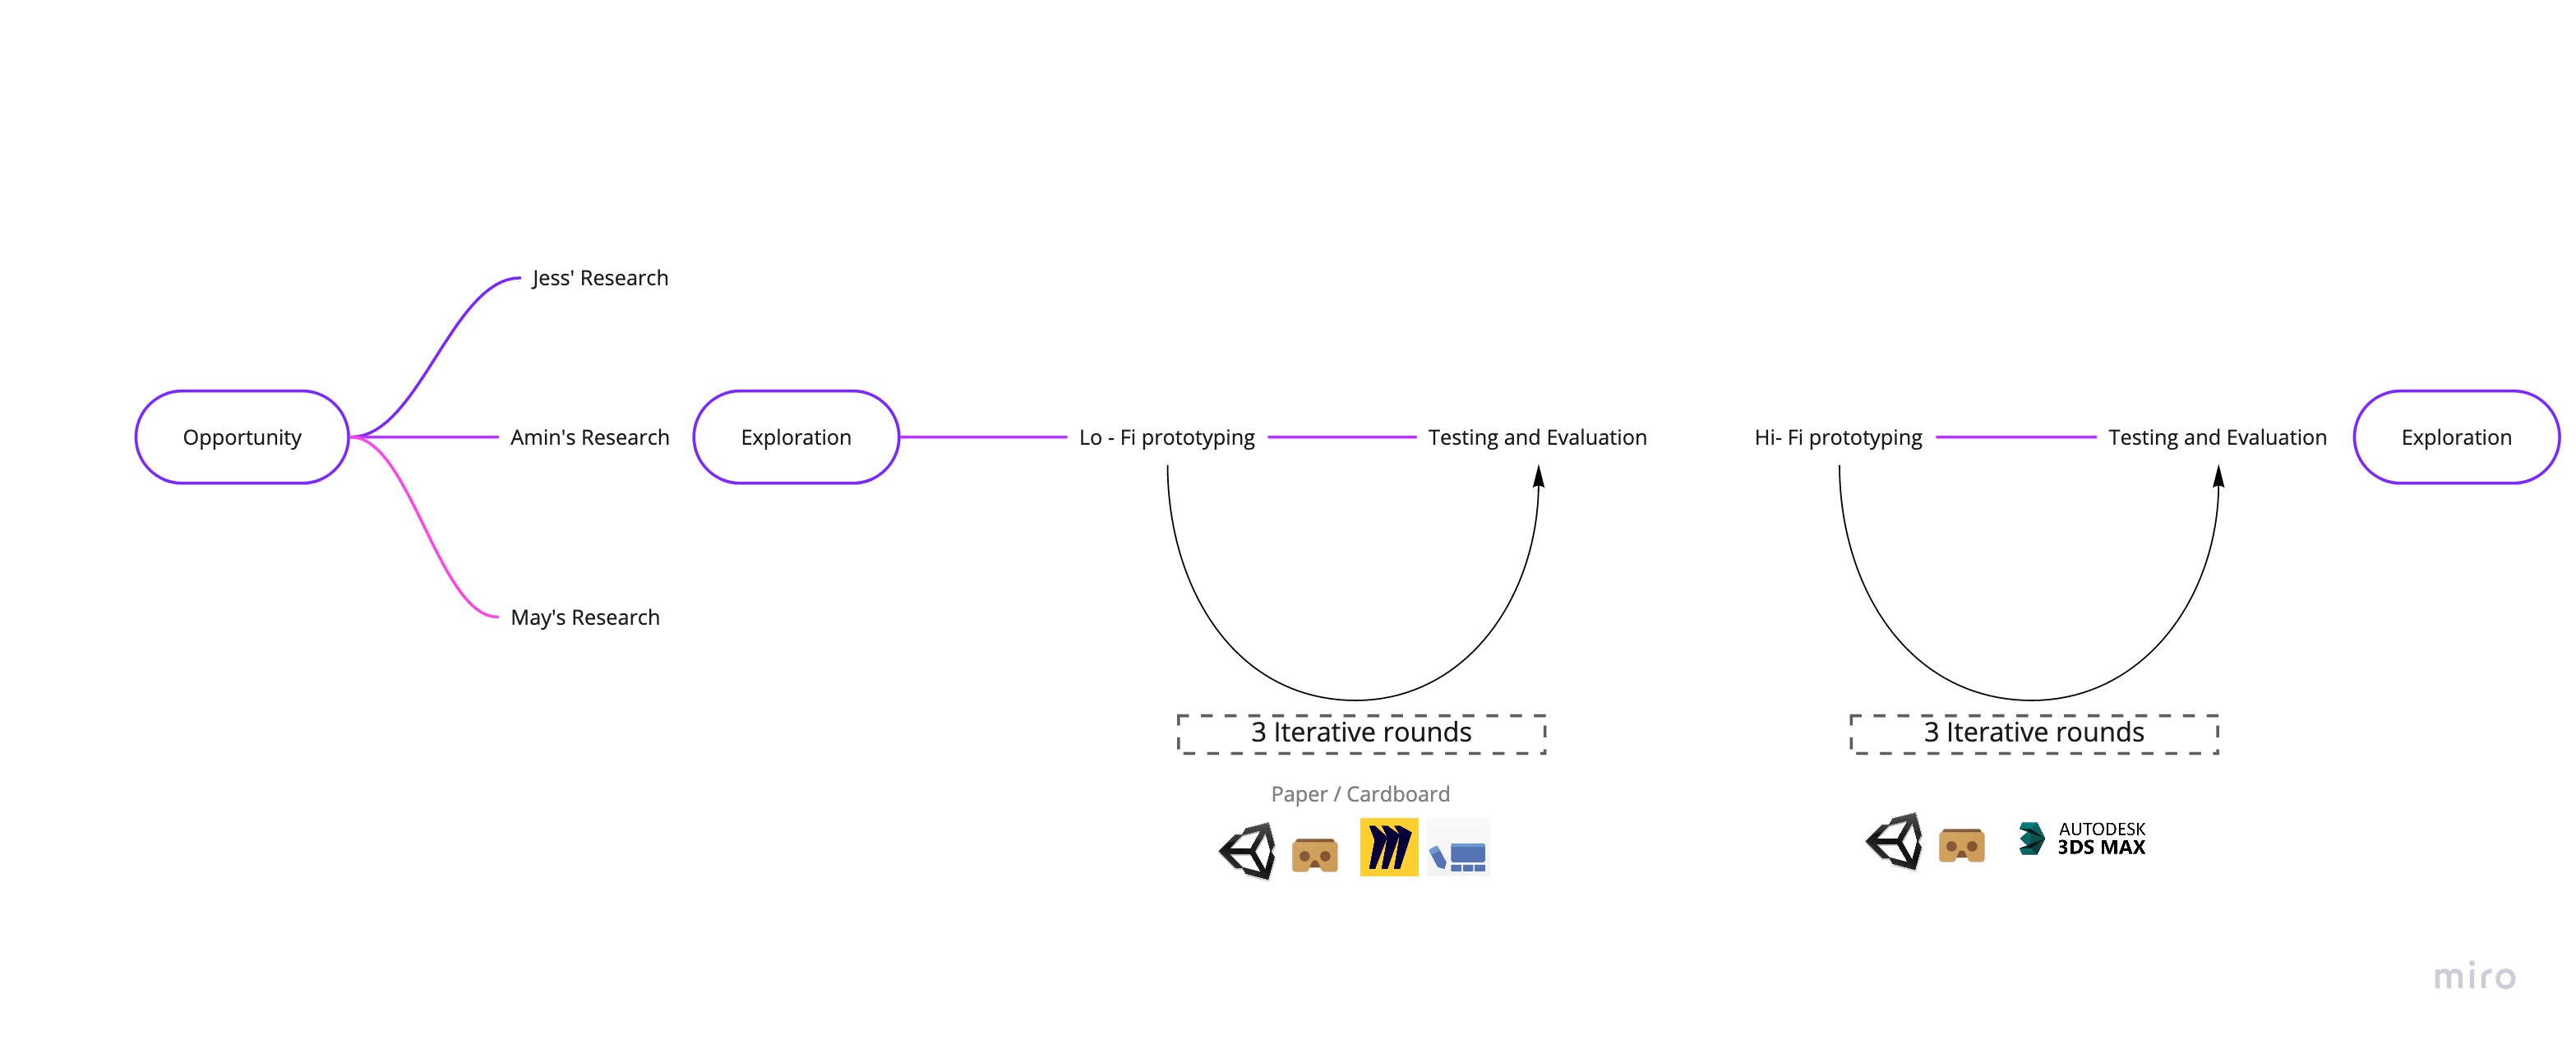 Jess' Research
Opportunity
Amin's Research
May's Research
Exploration
Lo - Fi prototyping
Testing and Evaluation
3 Iterative rounds
Paper / Cardboard
Hi- Fi prototyping
Testing and Evaluation
3 Iterative rounds
AUTODESK
3DS MAX
Exploration
miro